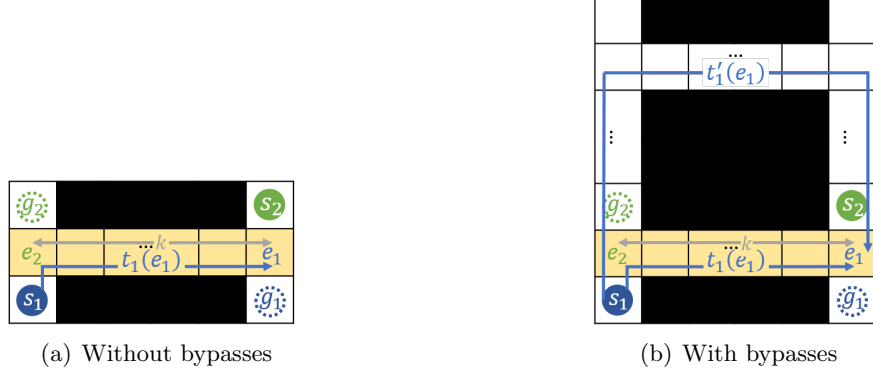 g₂
s₂
e₂
...
k
e₁
t₁(e₁)
s₁
g₁
(a) Without bypasses
...
t′₁(e₁)
⋮
⋮
g₂
s₂
e₂
...
k
e₁
t₁(e₁)
s₁
g₁
(b) With bypasses